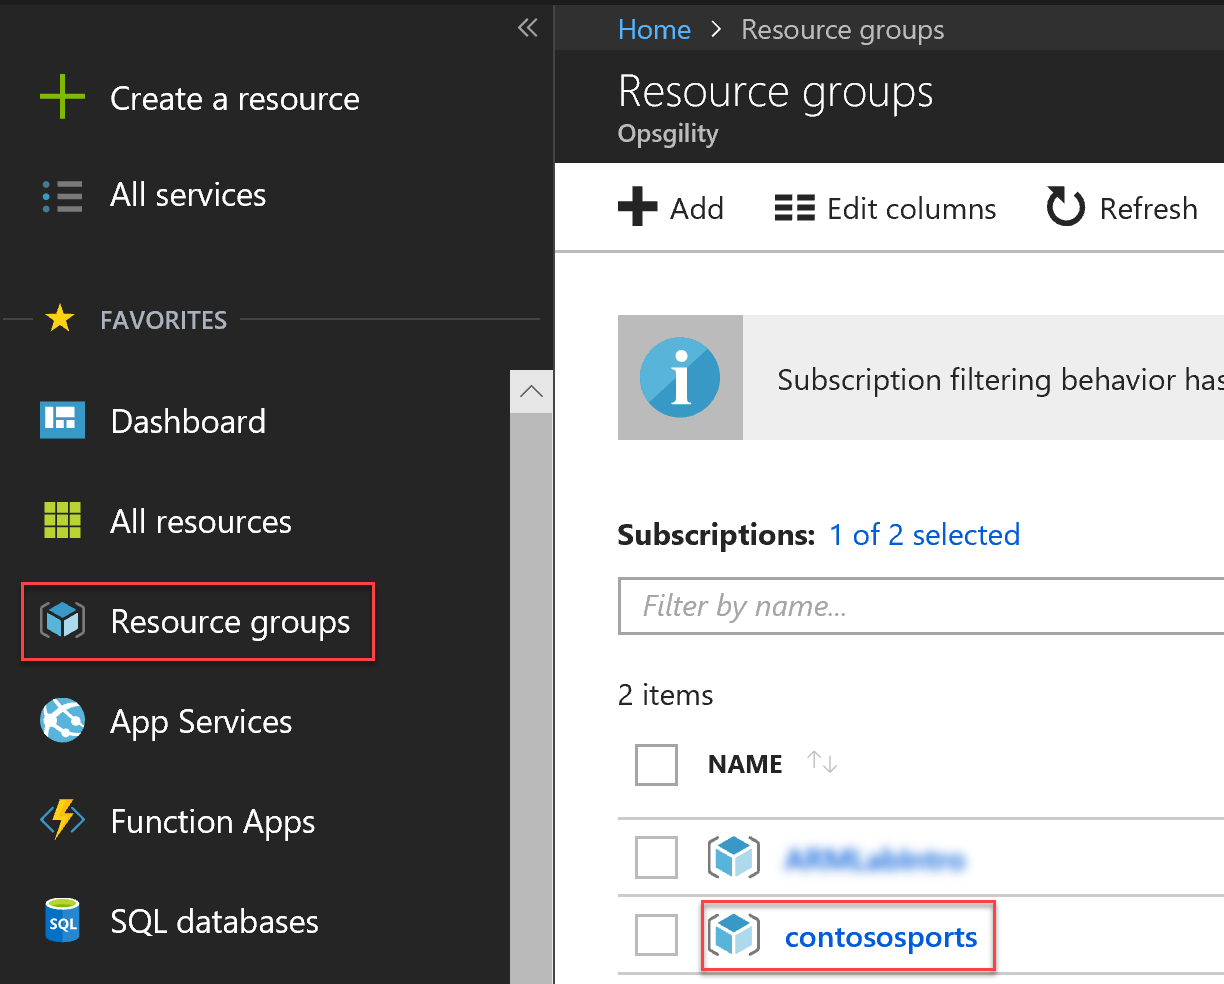 Create a resource
All services
FAVORITES
Dashboard
All resources
Resource groups
App Services
Function Apps
SQL
SQL databases
Home > Resource groups
Resource groups
Opsgility
Add Edit columns Refresh
Subscription filtering behavior has
Subscriptions: 1 of 2 selected
Filter by name...
2 items
NAME
contososports